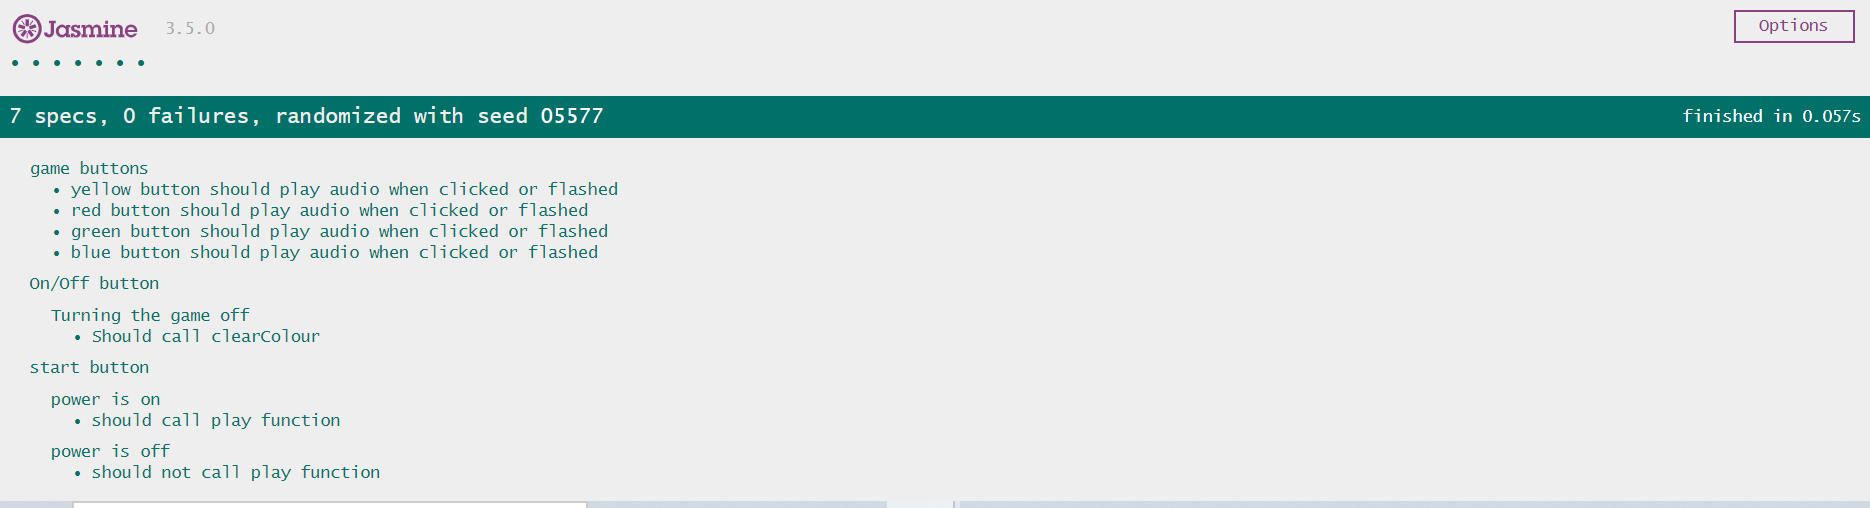 Jasmine 3.5.0 Options
7 specs, 0 failures, randomized with seed 05577 finished in 0.057s
game buttons
• yellow button should play audio when clicked or flashed
• red button should play audio when clicked or flashed
• green button should play audio when clicked or flashed
• blue button should play audio when clicked or flashed
On/Off button
Turning the game off
• Should call clearColour
start button
power is on
• should call play function
power is off
• should not call play function